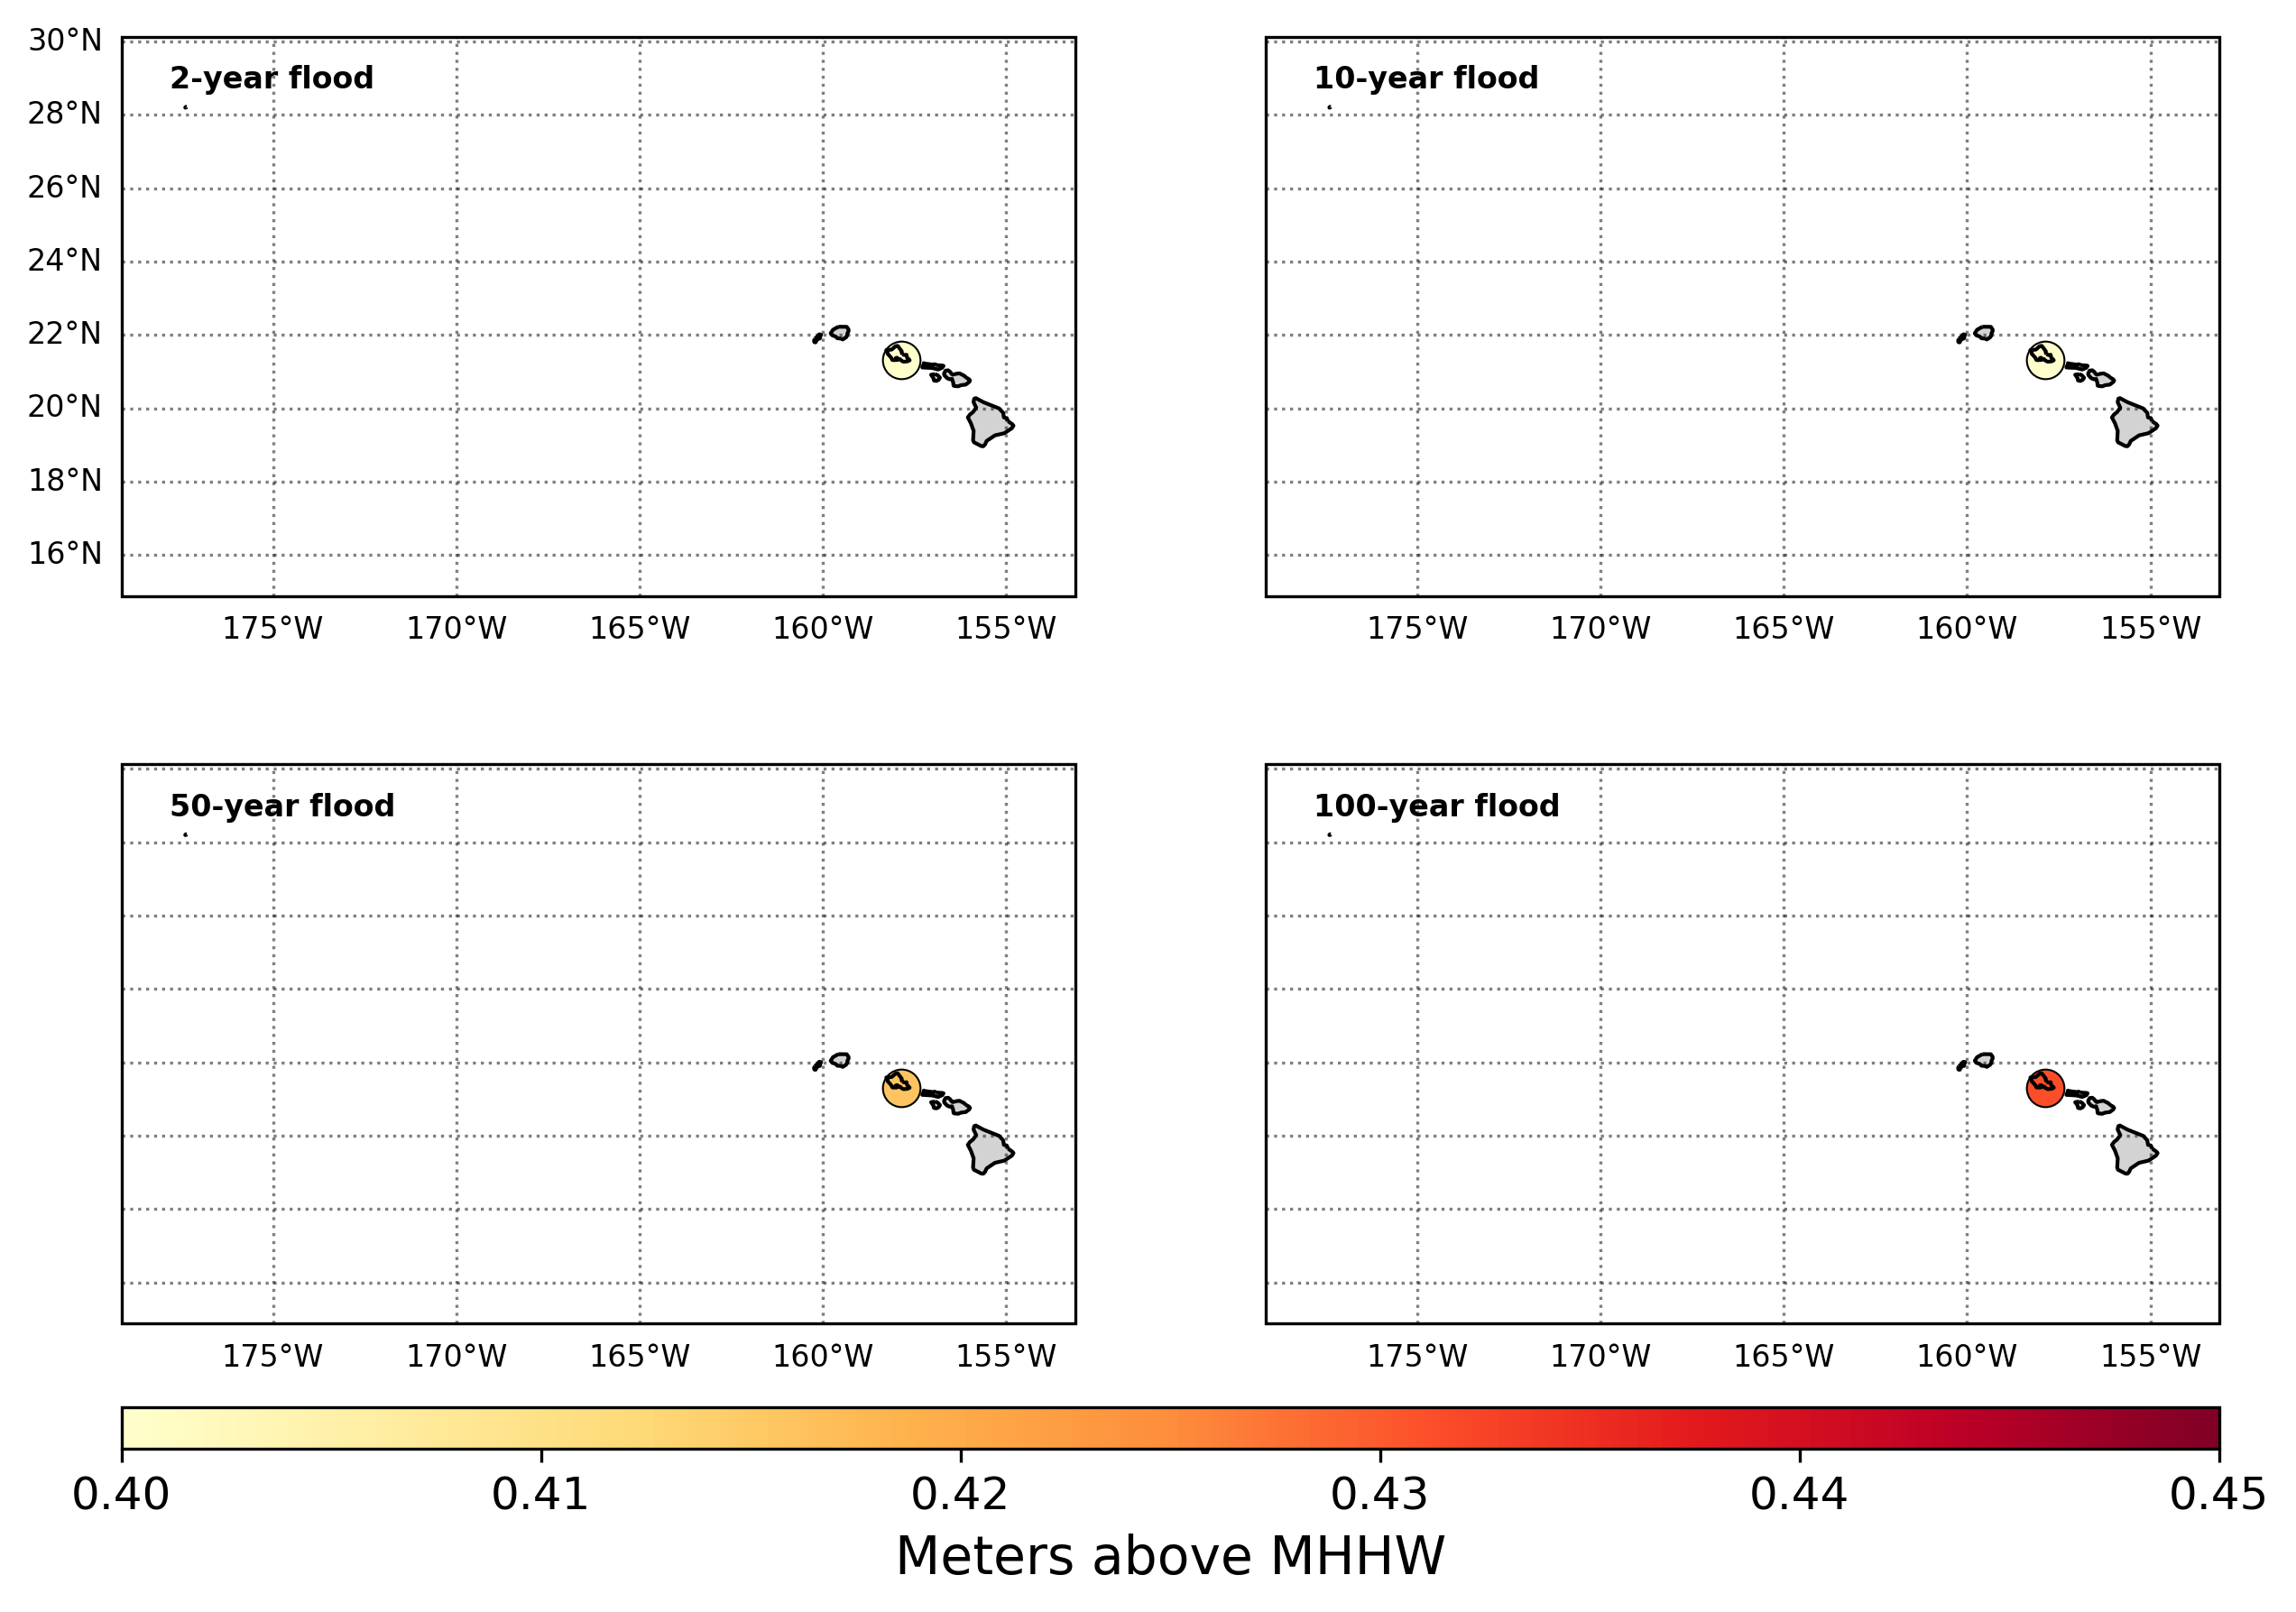 30°N
2-year flood
10-year flood
28°N
26°N
24°N
22°N
20°N
18°N
16°N
175°W 170°W 165°W 160°W 155°W
175°W 170°W 165°W 160°W 155°W
50-year flood
100-year flood
175°W 170°W 165°W 160°W 155°W
175°W 170°W 165°W 160°W 155°W
0.40 0.41 0.42 0.43 0.44 0.45
Meters above MHHW